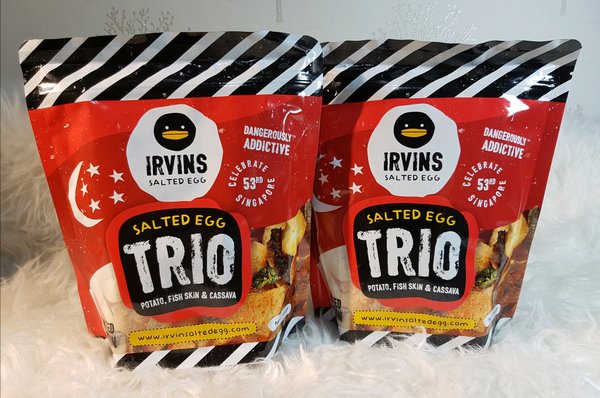 IRVINS
SALTED EGG
DANGEROUSLY
ADDICTIVE
CELEBRATE
53RD
SINGAPORE
SALTED EGG
TRIO
POTATO, FISH SKIN & CASSAVA
www.irvinsaltedegg.com
IRVINS
SALTED EGG
DANGEROUSLY
ADDICTIVE
CELEBRATE
53RD
SINGAPORE
SALTED EGG
TRIO
POTATO, FISH SKIN & CASSAVA
www.irvinsaltedegg.com